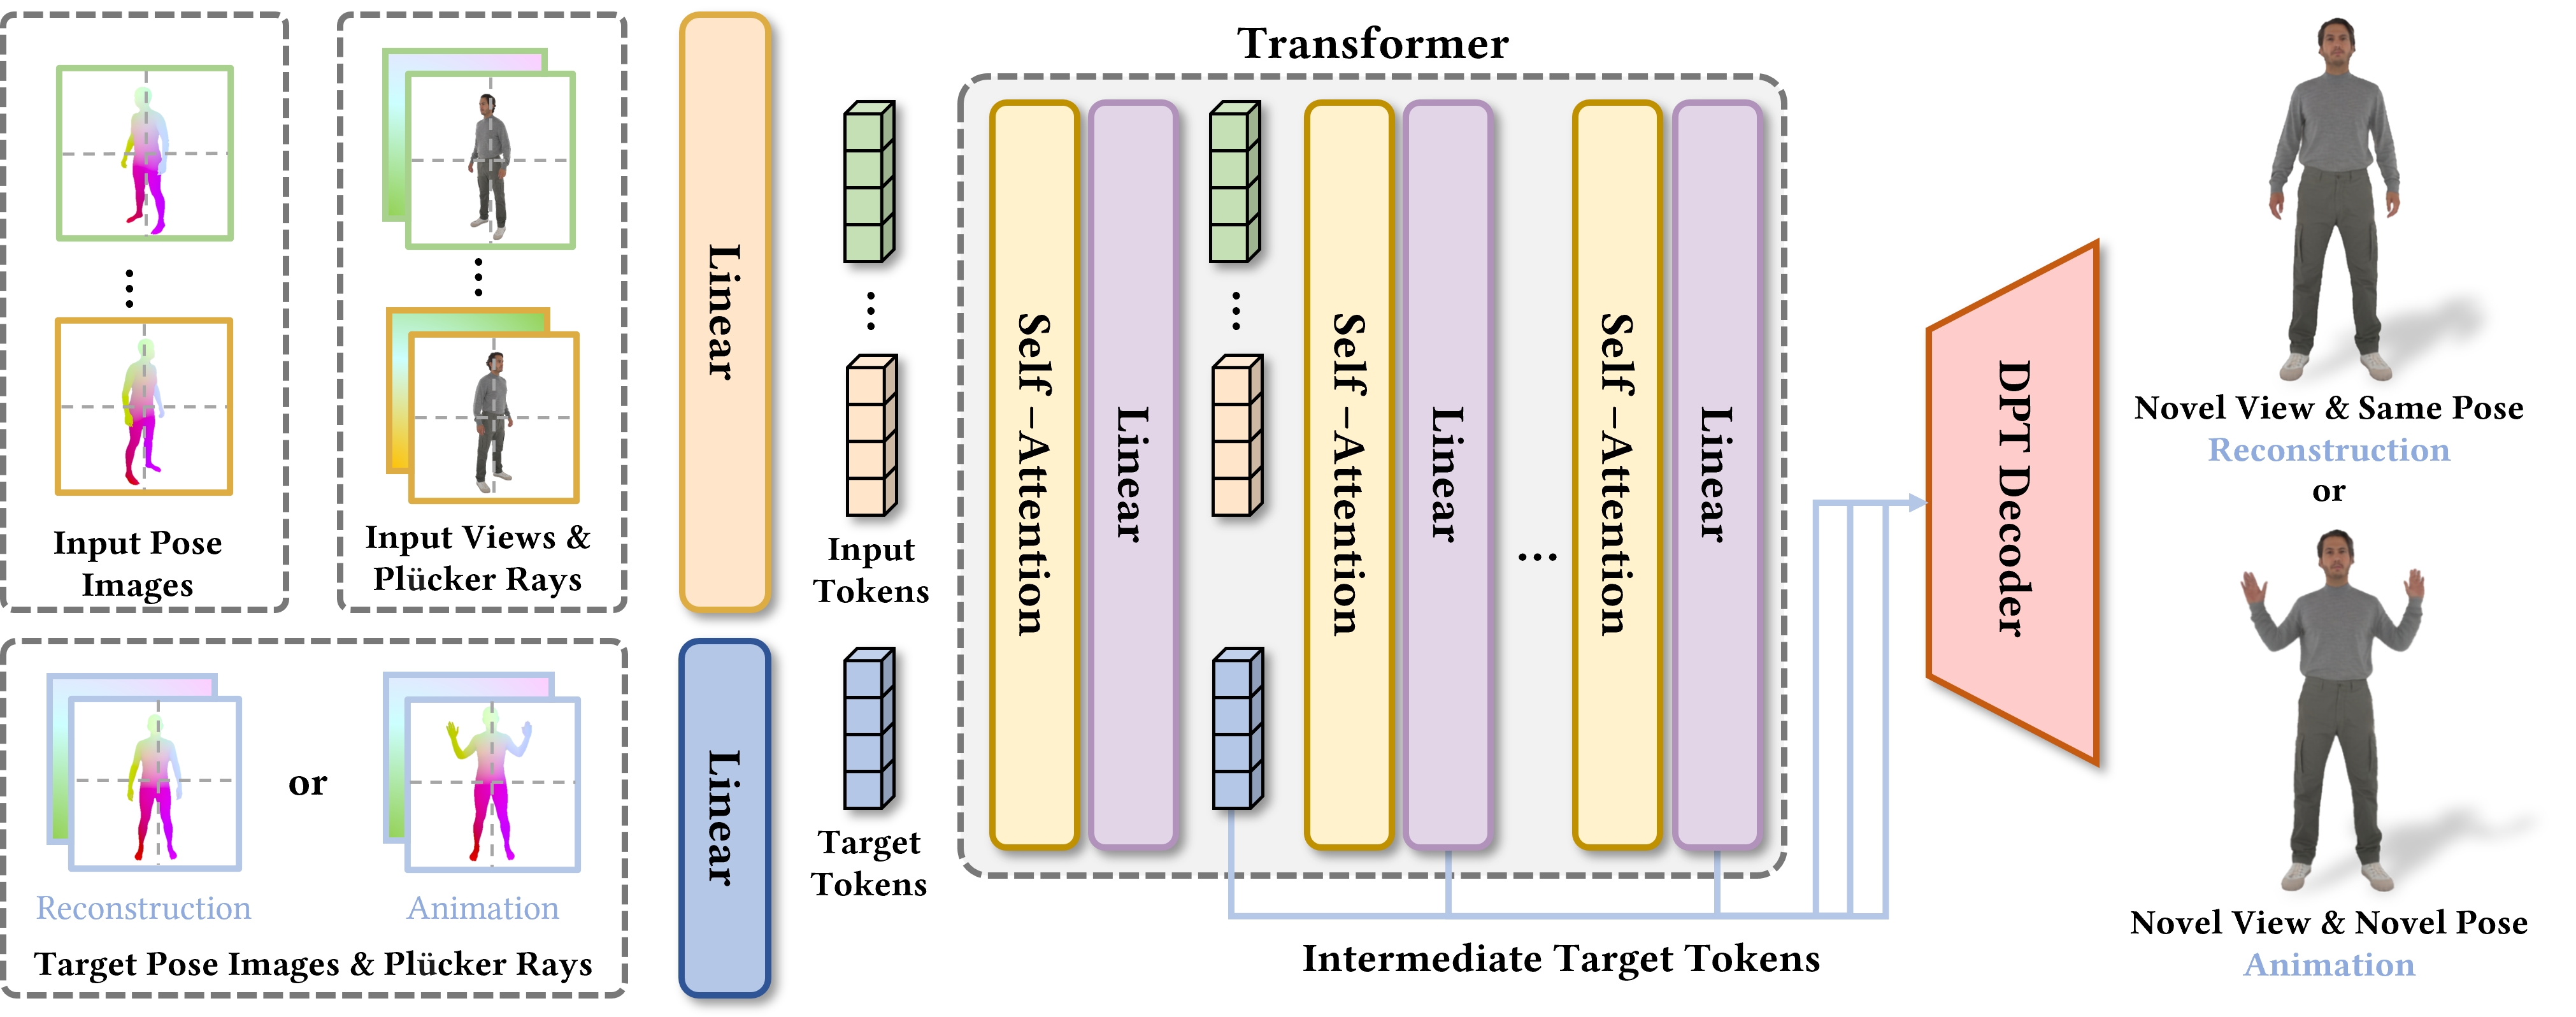 Input Pose
Images
Input Views &
Plücker Rays
Reconstruction
or
Animation
Target Pose Images & Plücker Rays
Linear
Linear
Input
Tokens
Target
Tokens
Transformer
Self -Attention
Linear
Self -Attention
Linear
...
Self -Attention
Linear
Intermediate Target Tokens
DPT Decoder
Novel View & Same Pose
Reconstruction
or
Novel View & Novel Pose
Animation